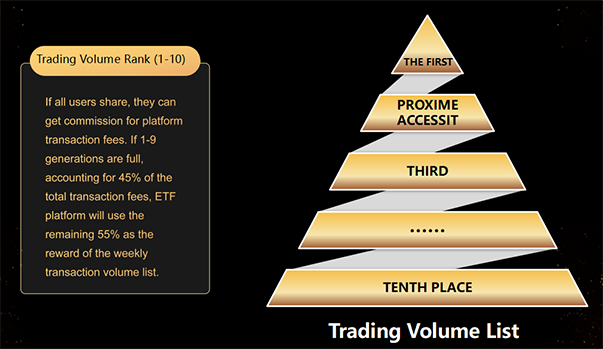 Trading Volume Rank (1-10)
If all users share, they can
get commission for platform
transaction fees. If 1-9
generations are full,
accounting for 45% of the
total transaction fees, ETF
platform will use the
remaining 55% as the
reward of the weekly
transaction volume list.
THE FIRST
PROXIME
ACCESSIT
THIRD
······
TENTH PLACE
Trading Volume List